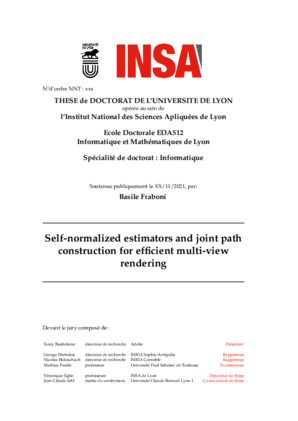 UNIVERSITÉ
DE LYON
INSA
N°d'ordre NNT : xxx
THESE de DOCTORAT DE L'UNIVERSITE DE LYON
opérée au sein de
l'Institut National des Sciences Apliquées de Lyon
Ecole Doctorale EDA512
Informatique et Mathématiques de Lyon
Spécialité de doctorat : Informatique
Soutenue publiquement le XX/11/2021, par:
Basile Fraboni
Self-normalized estimators and joint path
construction for efficient multi-view
rendering
Devant le jury composé de:
Tamy Boubekeur directeur de recherche Adobe Président
George Drettakis directeur de recherche INRIA Sophia-Antipolis Rapporteur
Nicolas Holzschuch directeur de recherche INRIA Grenoble Rapporteur
Mathias Paulin professeur Université Paul Sabatier de Toulouse Examinateur
Véronique Eglin professeure INSA de Lyon Directrice de thèse
Jean-Claude Iehl maitre de conférences Université Claude Bernard Lyon 1 Co-encadrant de thèse